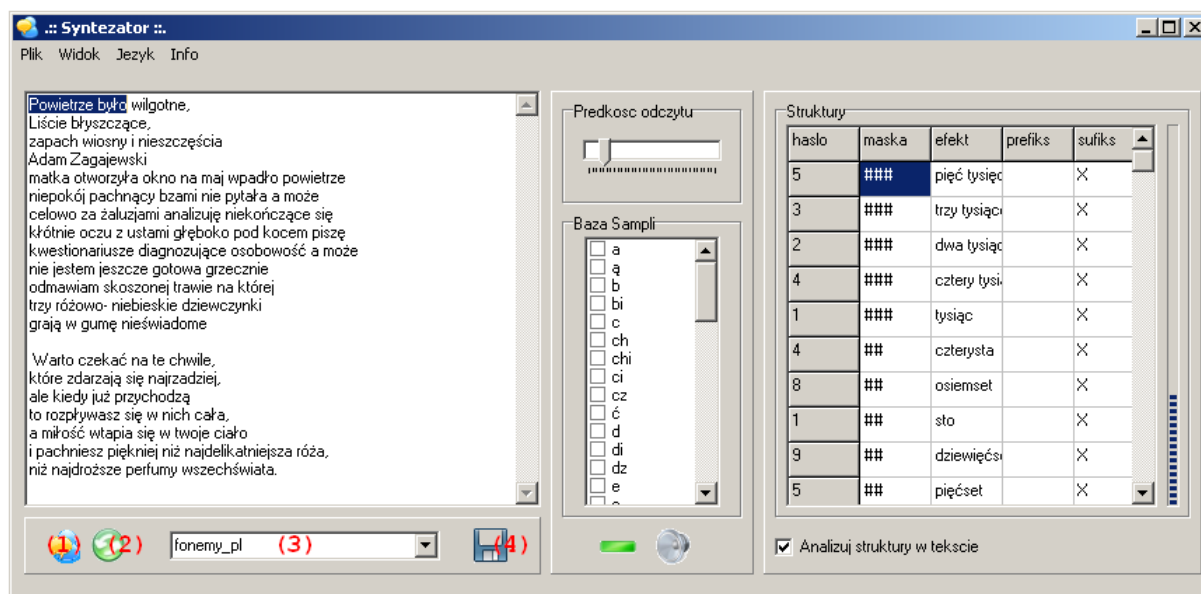 .:: Syntezator ::.
Plik Widok Jezyk Info
Powietrze było wilgotne,
Liście błyszczące,
zapach wiosny i nieszczęścia
Adam Zagajewski
matka otworzyła okno na maj wpadło powietrze
niepokój pachnący bzami nie pytała a może
celowo za żaluzjami analizuję niekończące się
kłótnie oczu z ustami głęboko pod kocem piszę
kwestionariusze diagnozujące osobowość a może
nie jestem jeszcze gotowa grzecznie
odmawiam skoszonej trawie na której
trzy różowo- niebieskie dziewczynki
grają w gumę nieświadome
Warto czekać na te chwile,
które zdarzają się najrzadziej,
ale kiedy już przychodzą
to rozpływasz się w nich cała,
a miłość wtapia się w twoje ciało
i pachniesz piękniej niż najdelikatniejsza róża,
niż najdroższe perfumy wszechświata.
(1) (2) fonemy_pl (3) (4)
Predkosc odczytu
Baza Sampli
a
ą
b
bi
c
ch
chi
ci
cz
ć
d
di
dz
e
Struktury
haslo maska efekt prefiks sufiks
5 ### pięć tysięc X
3 ### trzy tysiące X
2 ### dwa tysiąc X
4 ### cztery tysi X
1 ### tysiąc X
4 ## czterysta X
8 ## osiemset X
1 ## sto X
9 ## dziewięćs X
5 ## pięćset X
Analizuj struktury w tekscie